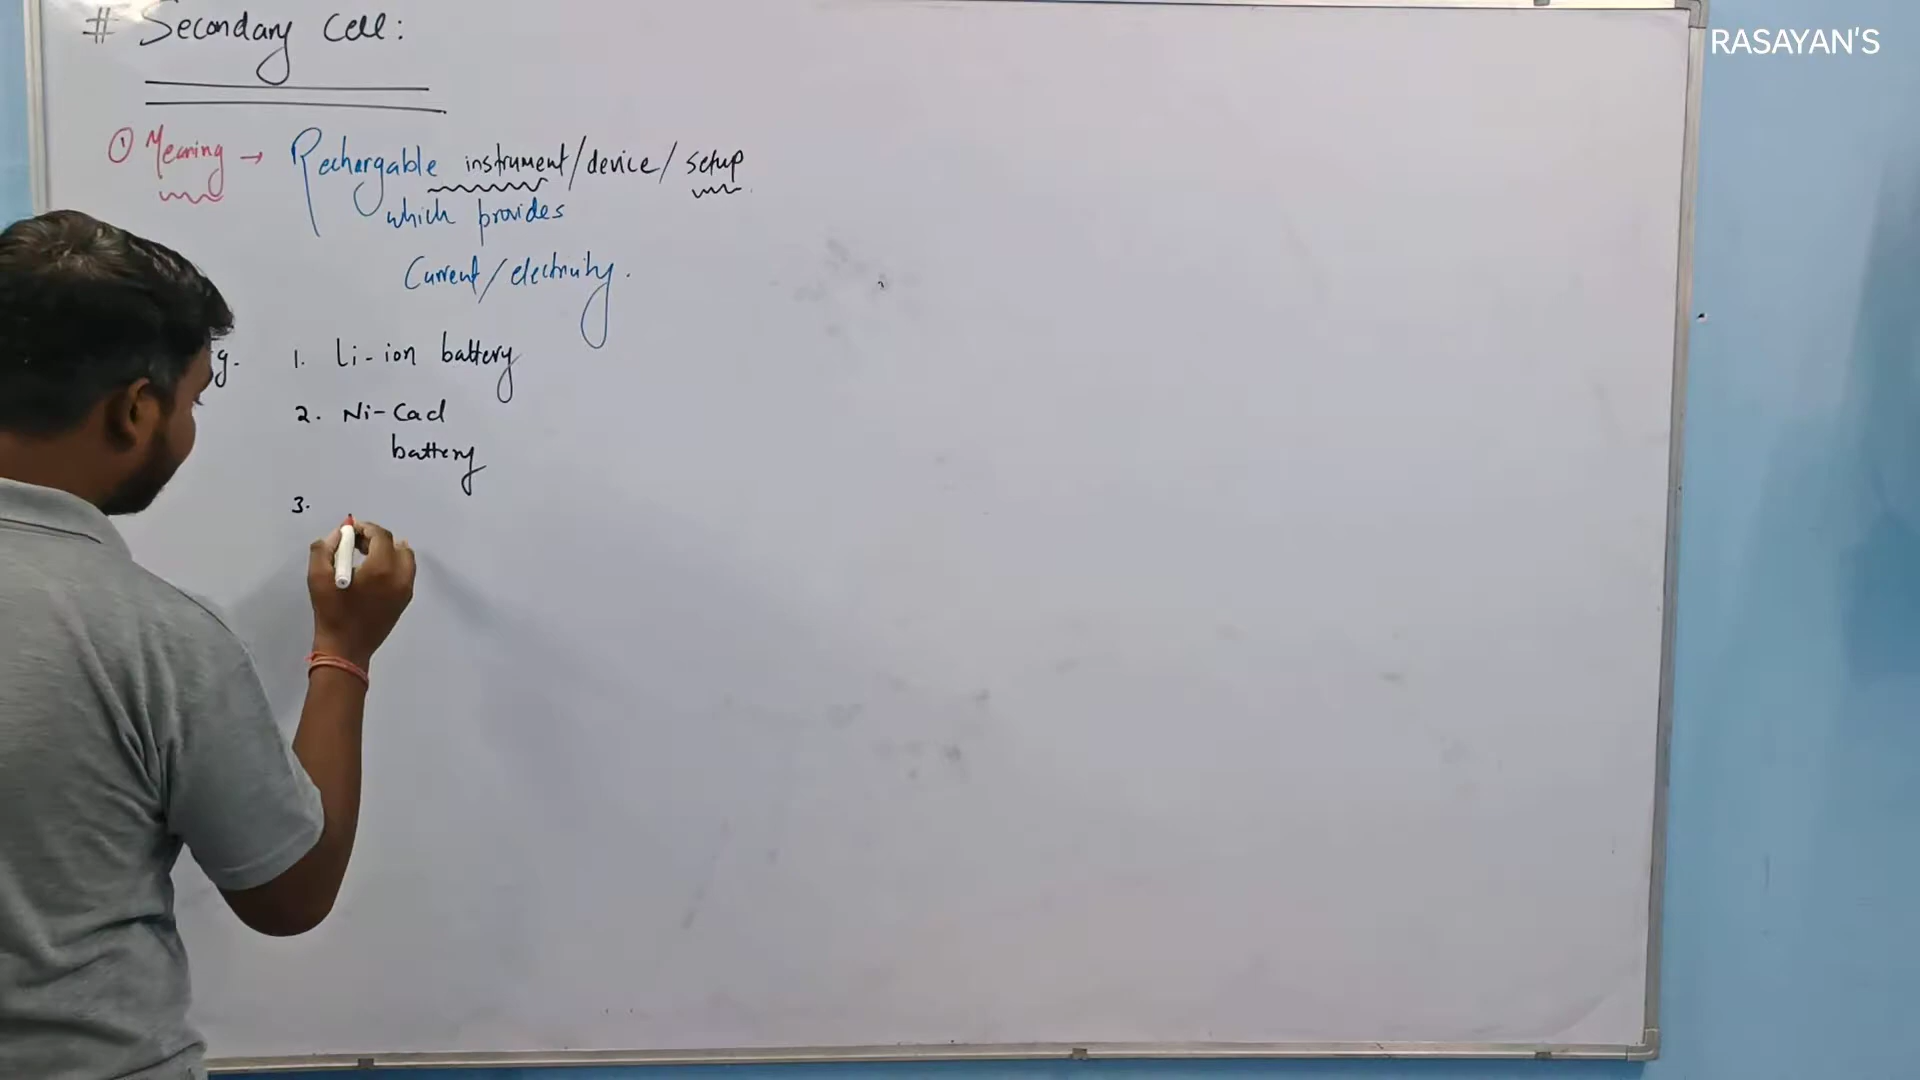 # Secondary Cell:
RASAYAN'S
① Meaning → Rechargable instrument/device/setup
which provides
Current/electricity.
g. 1. Li-ion battery
2. Ni-Cad
battery
3.